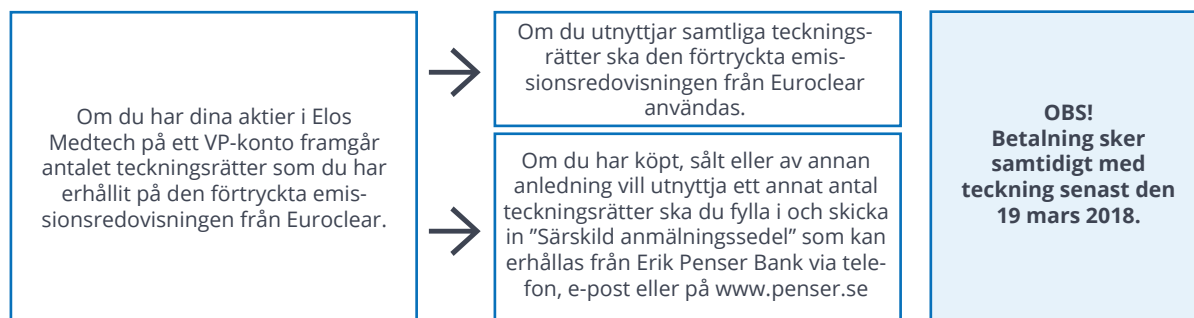 Om du har dina aktier i Elos
Medtech på ett VP-konto framgår
antalet teckningsrätter som du har
erhållit på den förtryckta emis-
sionsredovisningen från Euroclear.
Om du utnyttjar samtliga tecknings-
rätter ska den förtryckta emis-
sionsredovisningen från Euroclear
användas.
Om du har köpt, sålt eller av annan
anledning vill utnyttja ett annat antal
teckningsrätter ska du fylla i och skicka
in ”Särskild anmälningssedel” som kan
erhållas från Erik Penser Bank via tele-
fon, e-post eller på www.penser.se
OBS!
Betalning sker
samtidigt med
teckning senast den
19 mars 2018.